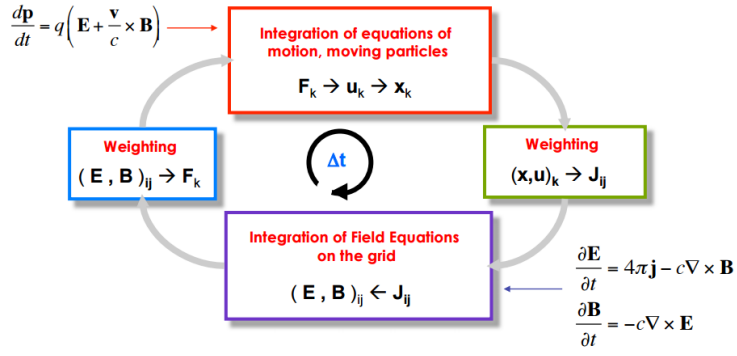 dp/dt = q(E + v/c × B)
Integration of equations of
motion, moving particles
F_k → u_k → x_k
Weighting
( E , B )_ij → F_k
Δt
Weighting
(x,u)_k → J_ij
Integration of Field Equations
on the grid
( E , B )_ij ← J_ij
∂E/∂t = 4πj − c∇ × B
∂B/∂t = −c∇ × E